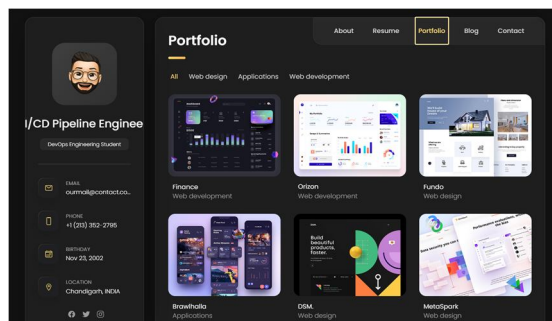 I/CD Pipeline Enginee
DevOps Engineering Student
EMAIL
ourmail@contact.co...
PHONE
+1 (213) 352-2795
BIRTHDAY
Nov 23, 2002
LOCATION
Chandigarh, INDIA
About
Resume
Portfolio
Blog
Contact
Portfolio
All
Web design
Applications
Web development
Finance
Web development
Orizon
Web development
Fundo
Web design
Build
beautiful
products,
faster.
Brawlhalla
Applications
DSM.
Web design
MetaSpark
Web design